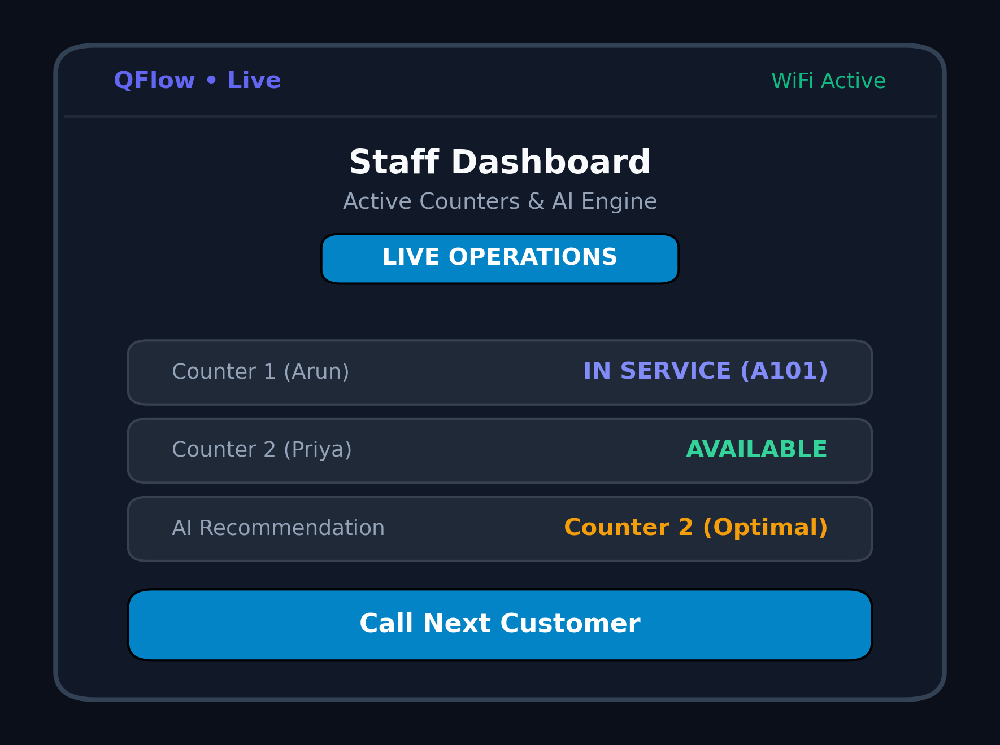 QFlow • Live
WiFi Active
Staff Dashboard
Active Counters & AI Engine
LIVE OPERATIONS
Counter 1 (Arun)
IN SERVICE (A101)
Counter 2 (Priya)
AVAILABLE
AI Recommendation
Counter 2 (Optimal)
Call Next Customer